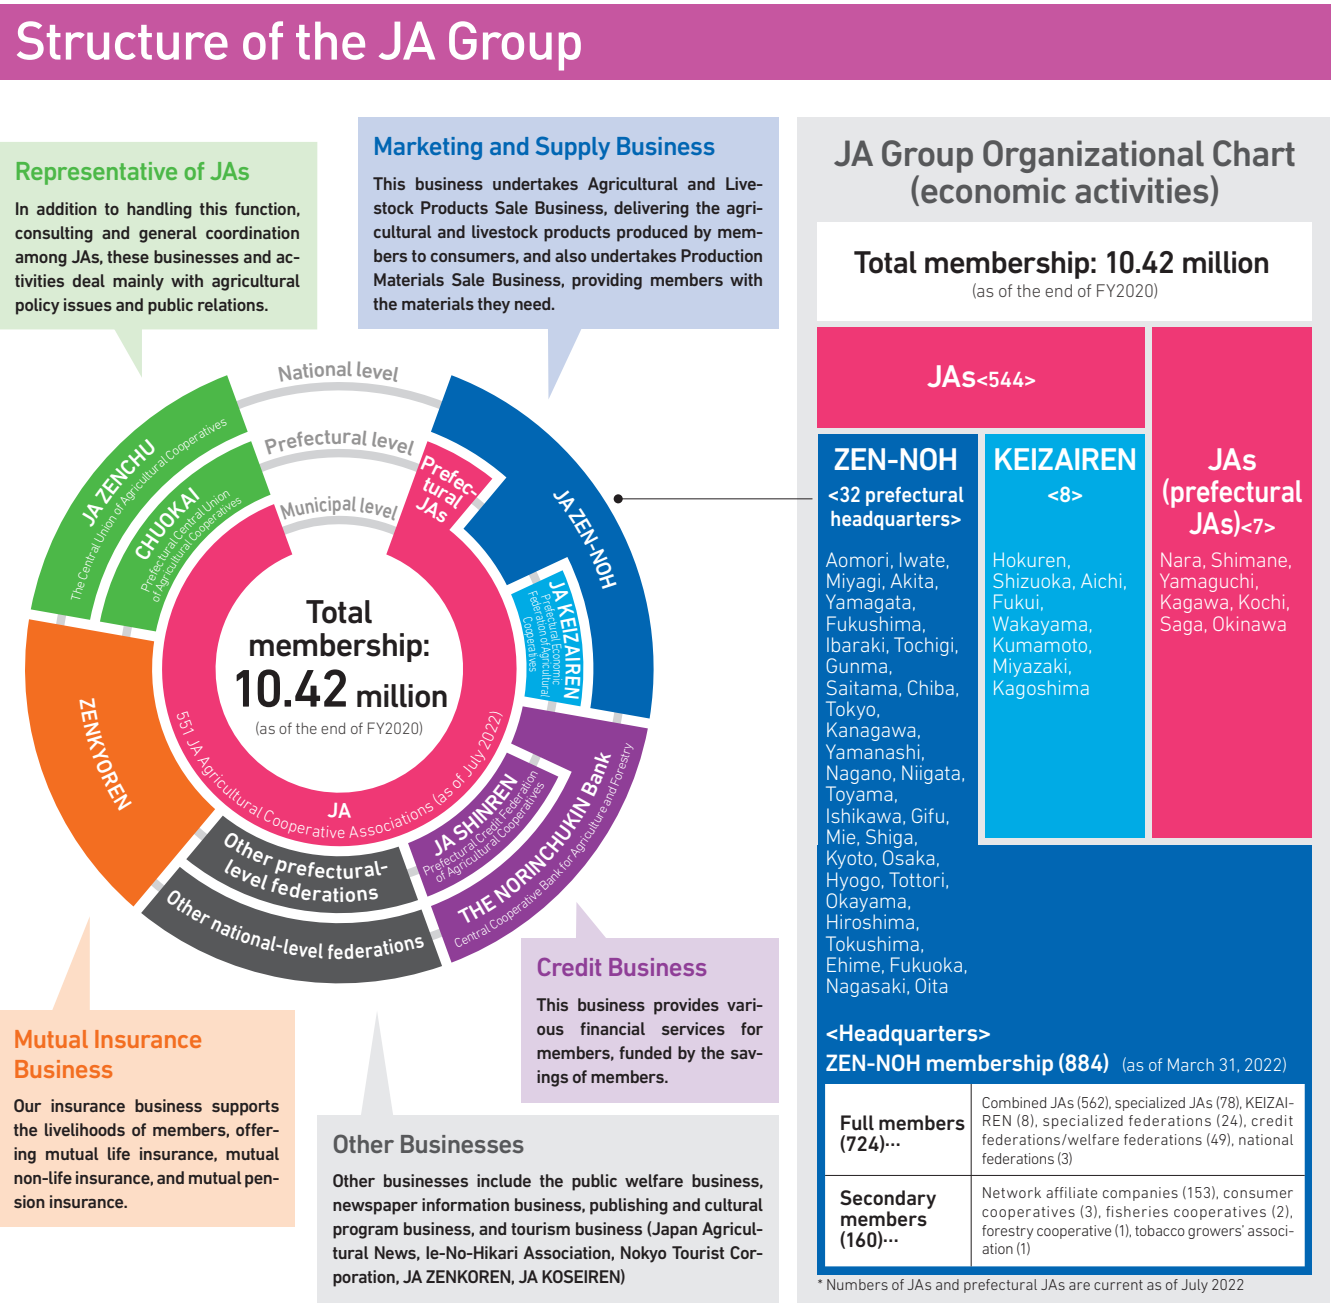 Structure of the JA Group
Representative of JAs
In addition to handling this function,
consulting and general coordination
among JAs, these businesses and ac-
tivities deal mainly with agricultural
policy issues and public relations.
Marketing and Supply Business
This business undertakes Agricultural and Live-
stock Products Sale Business, delivering the agri-
cultural and livestock products produced by mem-
bers to consumers, and also undertakes Production
Materials Sale Business, providing members with
the materials they need.
National level
Prefectural level
Municipal level
JA ZENCHU
The Central Union of Agricultural Cooperatives
CHUOKAI
Prefectural Central Union
of Agricultural Cooperatives
Prefec-
tural
JAs
JA ZEN-NOH
JA KEIZAIREN
Prefectural Economic
Federation of Agricultural
Cooperatives
Total
membership:
10.42 million
(as of the end of FY2020)
ZENKYOREN
551 JA Agricultural Cooperative Associations (as of July 2022)
JA
JA SHINREN
Prefectural Credit Federation
of Agricultural Cooperatives
THE NORINCHUKIN Bank
Central Cooperative Bank for Agriculture and Forestry
Other prefectural-
level federations
Other national-level federations
Credit Business
This business provides vari-
ous financial services for
members, funded by the sav-
ings of members.
Mutual Insurance
Business
Our insurance business supports
the livelihoods of members, offer-
ing mutual life insurance, mutual
non-life insurance, and mutual pen-
sion insurance.
Other Businesses
Other businesses include the public welfare business,
newspaper information business, publishing and cultural
program business, and tourism business (Japan Agricul-
tural News, Ie-No-Hikari Association, Nokyo Tourist Cor-
poration, JA ZENKOREN, JA KOSEIREN)
JA Group Organizational Chart
(economic activities)
Total membership: 10.42 million
(as of the end of FY2020)
JAs<544>
ZEN-NOH
<32 prefectural
headquarters>
Aomori, Iwate,
Miyagi, Akita,
Yamagata,
Fukushima,
Ibaraki, Tochigi,
Gunma,
Saitama, Chiba,
Tokyo,
Kanagawa,
Yamanashi,
Nagano, Niigata,
Toyama,
Ishikawa, Gifu,
Mie, Shiga,
Kyoto, Osaka,
Hyogo, Tottori,
Okayama,
Hiroshima,
Tokushima,
Ehime, Fukuoka,
Nagasaki, Oita
KEIZAIREN
<8>
Hokuren,
Shizuoka, Aichi,
Fukui,
Wakayama,
Kumamoto,
Miyazaki,
Kagoshima
JAs
(prefectural
JAs)<7>
Nara, Shimane,
Yamaguchi,
Kagawa, Kochi,
Saga, Okinawa
<Headquarters>
ZEN-NOH membership (884) (as of March 31, 2022)
Full members
(724)···
Combined JAs (562), specialized JAs (78), KEIZAI-
REN (8), specialized federations (24), credit
federations/welfare federations (49), national
federations (3)
Secondary
members
(160)···
Network affiliate companies (153), consumer
cooperatives (3), fisheries cooperatives (2),
forestry cooperative (1), tobacco growers' associ-
ation (1)
* Numbers of JAs and prefectural JAs are current as of July 2022